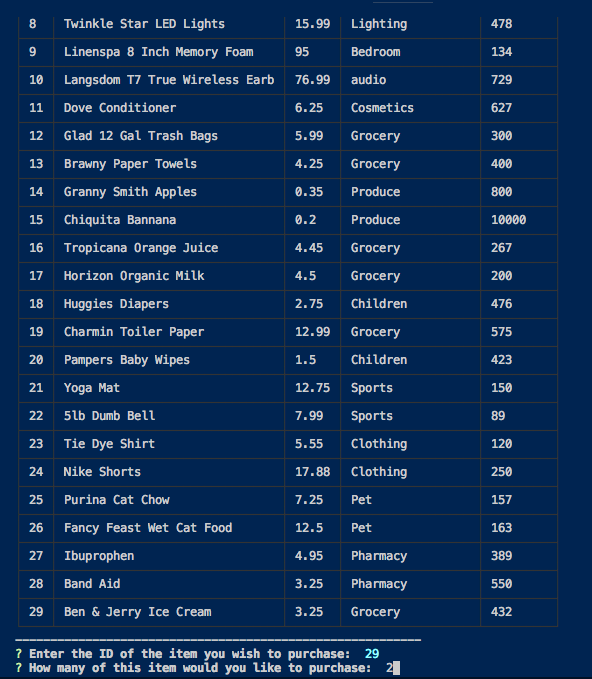 8 Twinkle Star LED Lights 15.99 Lighting 478
9 Linenspa 8 Inch Memory Foam 95 Bedroom 134
10 Langsdom T7 True Wireless Earb 76.99 audio 729
11 Dove Conditioner 6.25 Cosmetics 627
12 Glad 12 Gal Trash Bags 5.99 Grocery 300
13 Brawny Paper Towels 4.25 Grocery 400
14 Granny Smith Apples 0.35 Produce 800
15 Chiquita Bannana 0.2 Produce 10000
16 Tropicana Orange Juice 4.45 Grocery 267
17 Horizon Organic Milk 4.5 Grocery 200
18 Huggies Diapers 2.75 Children 476
19 Charmin Toiler Paper 12.99 Grocery 575
20 Pampers Baby Wipes 1.5 Children 423
21 Yoga Mat 12.75 Sports 150
22 5lb Dumb Bell 7.99 Sports 89
23 Tie Dye Shirt 5.55 Clothing 120
24 Nike Shorts 17.88 Clothing 250
25 Purina Cat Chow 7.25 Pet 157
26 Fancy Feast Wet Cat Food 12.5 Pet 163
27 Ibuprophen 4.95 Pharmacy 389
28 Band Aid 3.25 Pharmacy 550
29 Ben & Jerry Ice Cream 3.25 Grocery 432
? Enter the ID of the item you wish to purchase: 29
? How many of this item would you like to purchase: 2